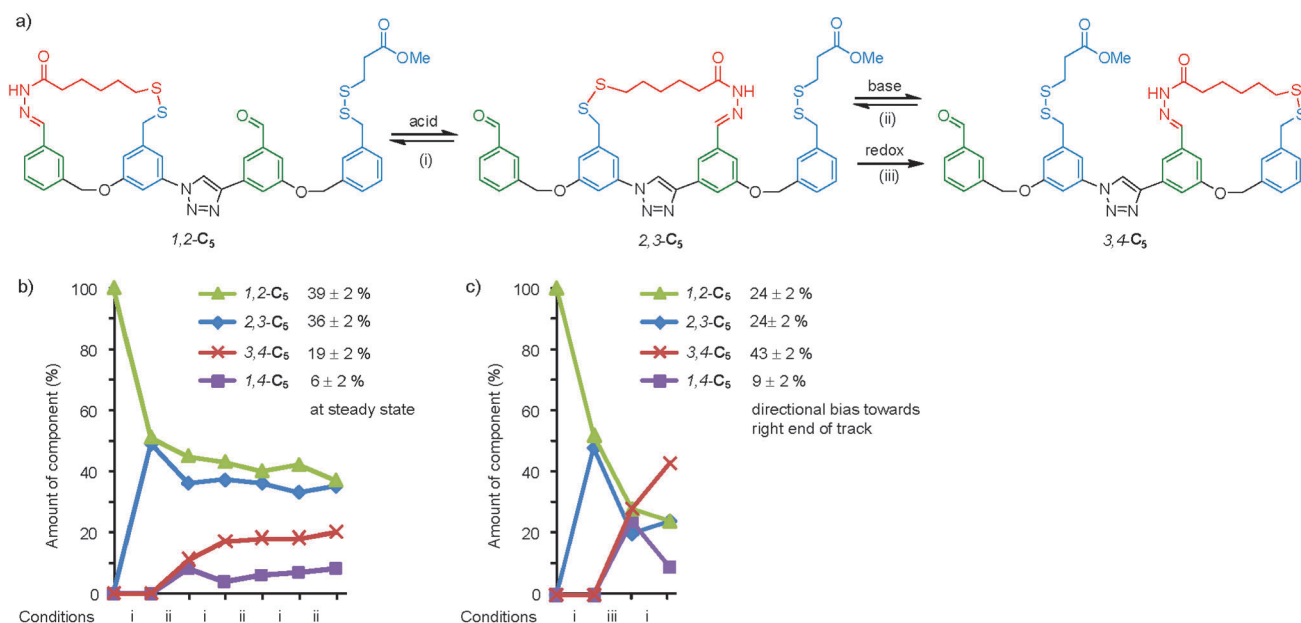 a)
O
O
OMe
HN
N
S
S
S
S
O
O
N
N=N
O
1,2-C5
acid
(i)
O
OMe
S
S
O
NH
N
S
S
O
O
N
N=N
O
2,3-C5
base
(ii)
redox
(iii)
O
OMe
S
S
O
NH
N
S
S
O
O
N
N=N
O
3,4-C5
b)
1,2-C5 39 ± 2 %
2,3-C5 36 ± 2 %
3,4-C5 19 ± 2 %
1,4-C5 6 ± 2 %
at steady state
Amount of component (%)
100
80
60
40
20
0
Conditions i ii i ii i ii
c)
1,2-C5 24 ± 2 %
2,3-C5 24± 2 %
3,4-C5 43 ± 2 %
1,4-C5 9 ± 2 %
directional bias towards
right end of track
Amount of component (%)
100
80
60
40
20
0
Conditions i iii i